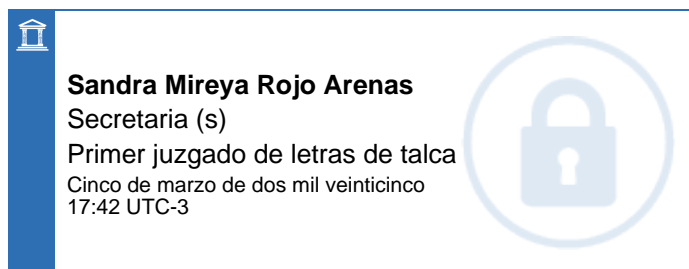 Sandra Mireya Rojo Arenas
Secretaria (s)
Primer juzgado de letras de talca
Cinco de marzo de dos mil veinticinco
17:42 UTC-3